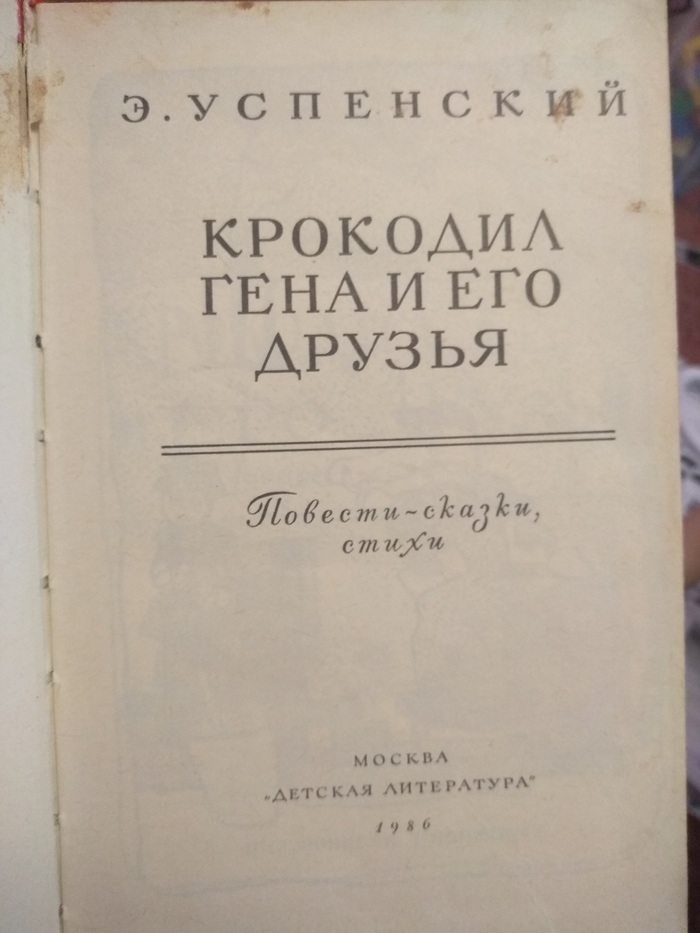 Э. УСПЕНСКИЙ
КРОКОДИЛ
ГЕНА И ЕГО
ДРУЗЬЯ
Повести-сказки,
стихи
МОСКВА
„ДЕТСКАЯ ЛИТЕРАТУРА"
1986